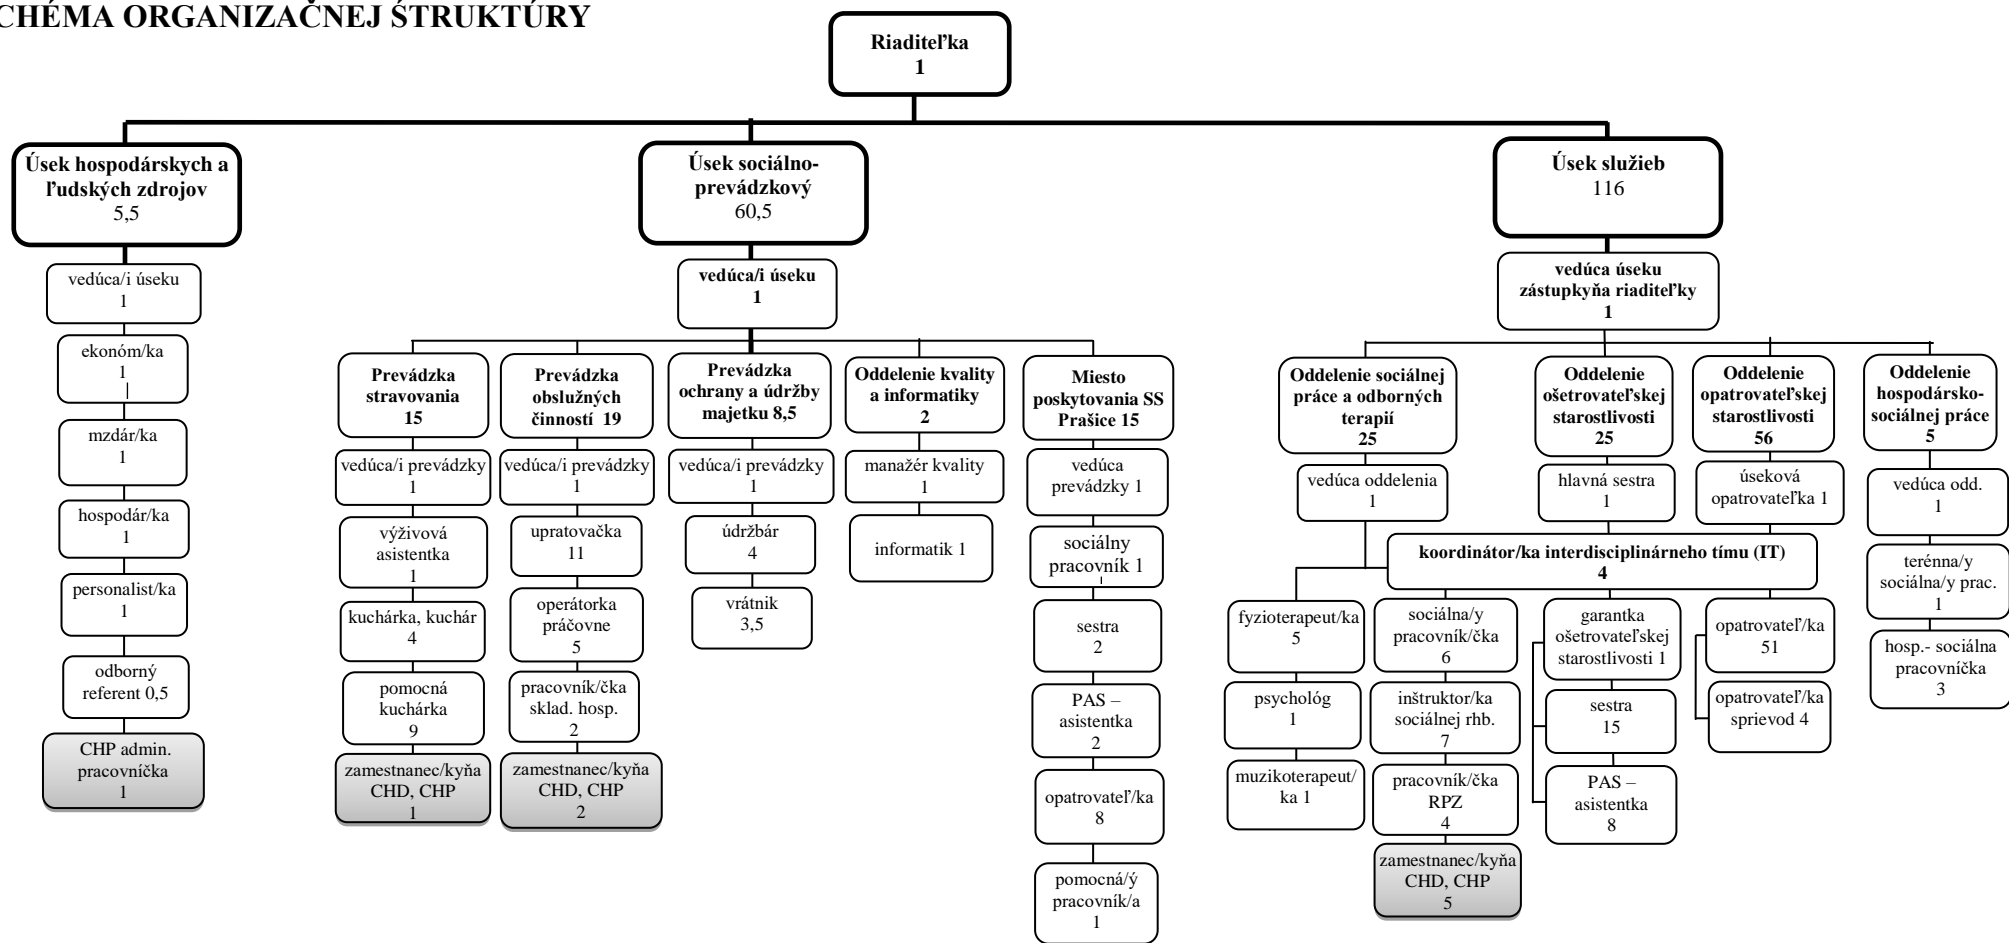 CHÉMA ORGANIZAČNEJ ŠTRUKTÚRY
Riaditeľka
1
Úsek hospodárskych a
ľudských zdrojov
5,5
vedúca/i úseku
1
ekonóm/ka
1
mzdár/ka
1
hospodár/ka
1
personalist/ka
1
odborný
referent 0,5
CHP admin.
pracovníčka
1
Úsek sociálno-
prevádzkový
60,5
vedúca/i úseku
1
Prevádzka
stravovania
15
vedúca/i prevádzky
1
výživová
asistentka
1
kuchárka, kuchár
4
pomocná
kuchárka
9
zamestnanec/kyňa
CHD, CHP
1
Prevádzka
obslužných
činností 19
vedúca/i prevádzky
1
upratovačka
11
operátorka
práčovne
5
pracovník/čka
sklad. hosp.
2
zamestnanec/kyňa
CHD, CHP
2
Prevádzka
ochrany a údržby
majetku 8,5
vedúca/i prevádzky
1
údržbár
4
vrátnik
3,5
Oddelenie kvality
a informatiky
2
manažér kvality
1
informatik 1
Miesto
poskytovania SS
Prašice 15
vedúca
prevádzky 1
sociálny
pracovník 1
sestra
2
PAS –
asistentka
2
opatrovateľ/ka
8
pomocná/ý
pracovník/a
1
Úsek služieb
116
vedúca úseku
zástupkyňa riaditeľky
1
Oddelenie sociálnej
práce a odborných
terapií
25
vedúca oddelenia
1
Oddelenie
ošetrovateľskej
starostlivosti
25
hlavná sestra
1
Oddelenie
opatrovateľskej
starostlivosti
56
úseková
opatrovateľka 1
Oddelenie
hospodársko-
sociálnej práce
5
vedúca odd.
1
terénna/y
sociálna/y prac.
1
hosp.- sociálna
pracovníčka
3
koordinátor/ka interdisciplinárneho tímu (IT)
4
fyzioterapeut/ka
5
psychológ
1
muzikoterapeut/
ka 1
sociálna/y
pracovník/čka
6
inštruktor/ka
sociálnej rhb.
7
pracovník/čka
RPZ
4
zamestnanec/kyňa
CHD, CHP
5
garantka
ošetrovateľskej
starostlivosti 1
sestra
15
PAS –
asistentka
8
opatrovateľ/ka
51
opatrovateľ/ka
sprievod 4